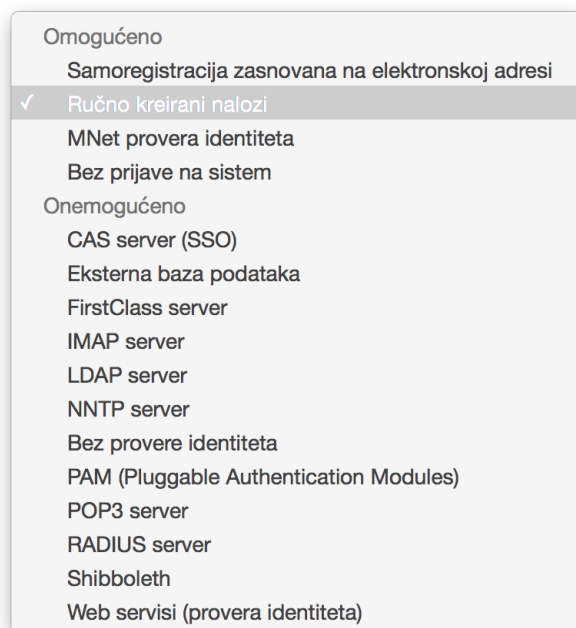 Omogućeno
Samoregistracija zasnovana na elektronskoj adresi
✓ Ručno kreirani nalozi
MNet provera identiteta
Bez prijave na sistem
Onemogućeno
CAS server (SSO)
Eksterna baza podataka
FirstClass server
IMAP server
LDAP server
NNTP server
Bez provere identiteta
PAM (Pluggable Authentication Modules)
POP3 server
RADIUS server
Shibboleth
Web servisi (provera identiteta)